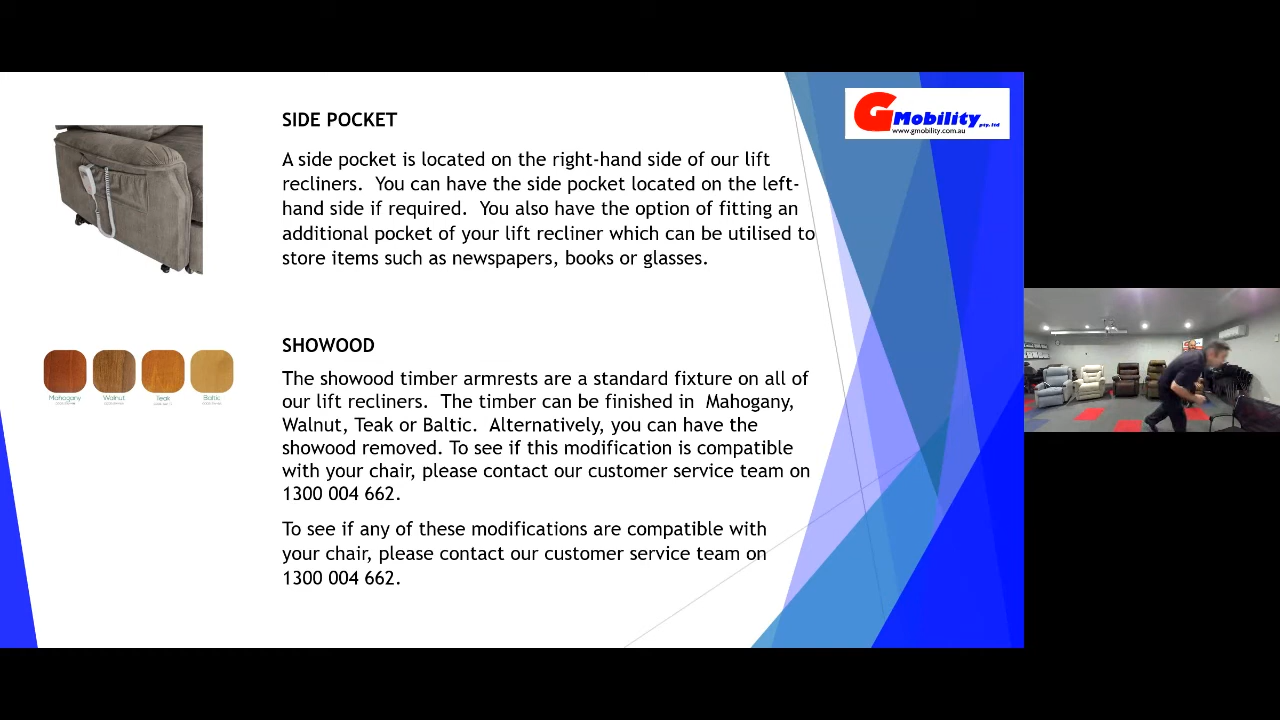 SIDE POCKET
A side pocket is located on the right-hand side of our lift
recliners.  You can have the side pocket located on the left-
hand side if required.  You also have the option of fitting an
additional pocket of your lift recliner which can be utilised to
store items such as newspapers, books or glasses.
SHOWOOD
The showood timber armrests are a standard fixture on all of
our lift recliners.  The timber can be finished in  Mahogany,
Walnut, Teak or Baltic.  Alternatively, you can have the
showood removed. To see if this modification is compatible
with your chair, please contact our customer service team on
1300 004 662.
To see if any of these modifications are compatible with
your chair, please contact our customer service team on
1300 004 662.
Mahogany Walnut Teak Baltic
GMobility pty. ltd
www.gmobility.com.au